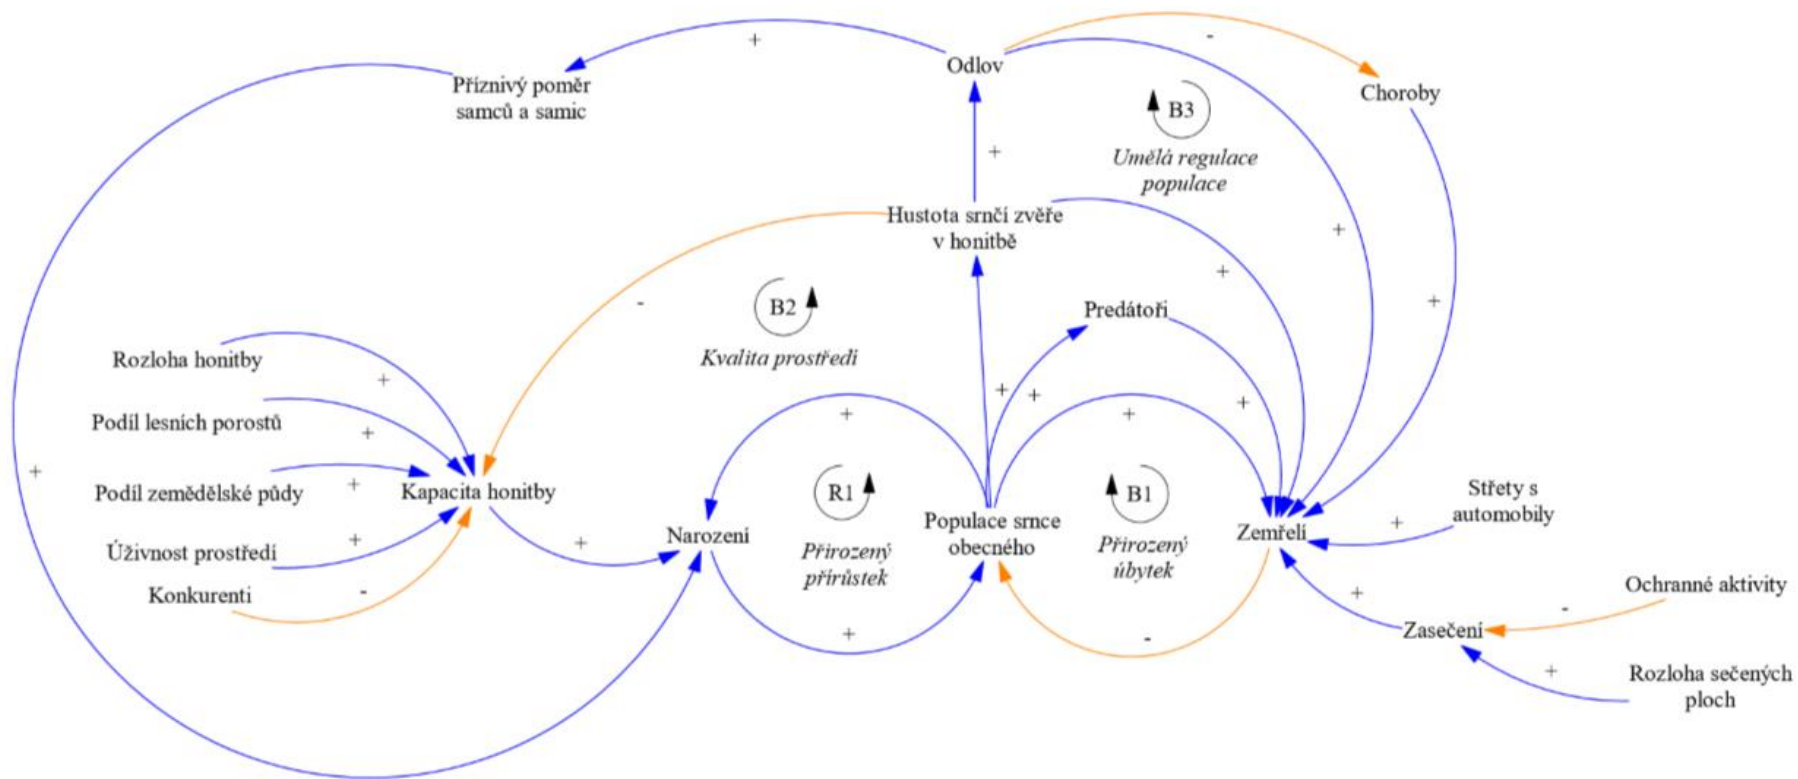 +
Odlov
-
Příznivý poměr
samců a samic
Choroby
B3
Umělá regulace
populace
+
+
Hustota srnčí zvěře
v honitbě
+
+
-
B2
Kvalita prostředí
Predátoři
+
Rozloha honitby
+
Podíl lesních porostů
+
+
+
+
+
+
+
Podíl zemědělské půdy
+
Kapacita honitby
R1
B1
Střety s
automobily
Narození
Přirozený
přírůstek
Populace srnce
obecného
Přirozený
úbytek
Zemřelí
+
Úživnost prostředí
+
+
Konkurenti
-
+
-
+
Zasečení
-
Ochranné aktivity
+
Rozloha sečených
ploch